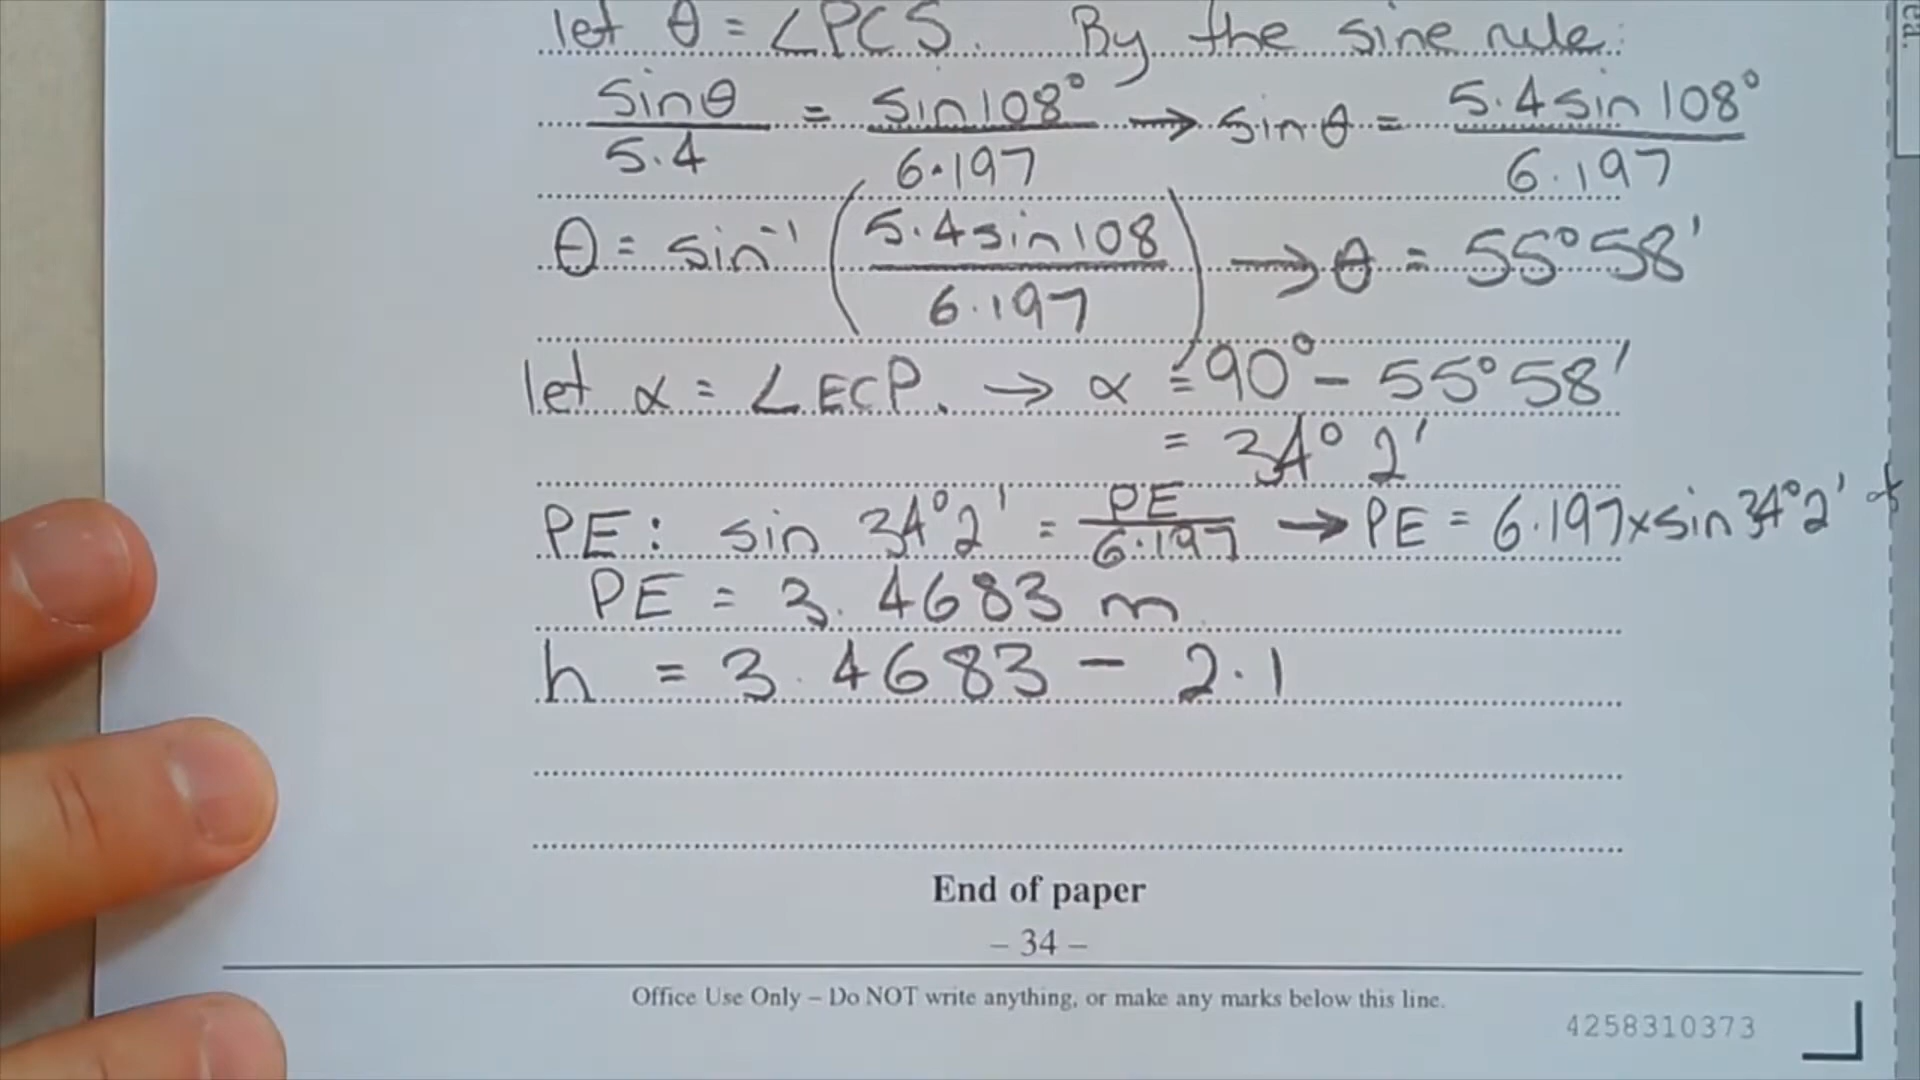 let θ = ∠PCS. By the sine rule:
sinθ/5.4 = sin108°/6.197 → sinθ = 5.4sin108°/6.197
θ = sin⁻¹(5.4sin108/6.197) → θ = 55°58'
let α = ∠ECP. → α = 90° - 55°58'
= 34°2'
PE: sin 34°2' = PE/6.197 → PE = 6.197×sin34°2'
PE = 3.4683 m
h = 3.4683 - 2.1
End of paper
– 34 –
Office Use Only – Do NOT write anything, or make any marks below this line.
4258310373